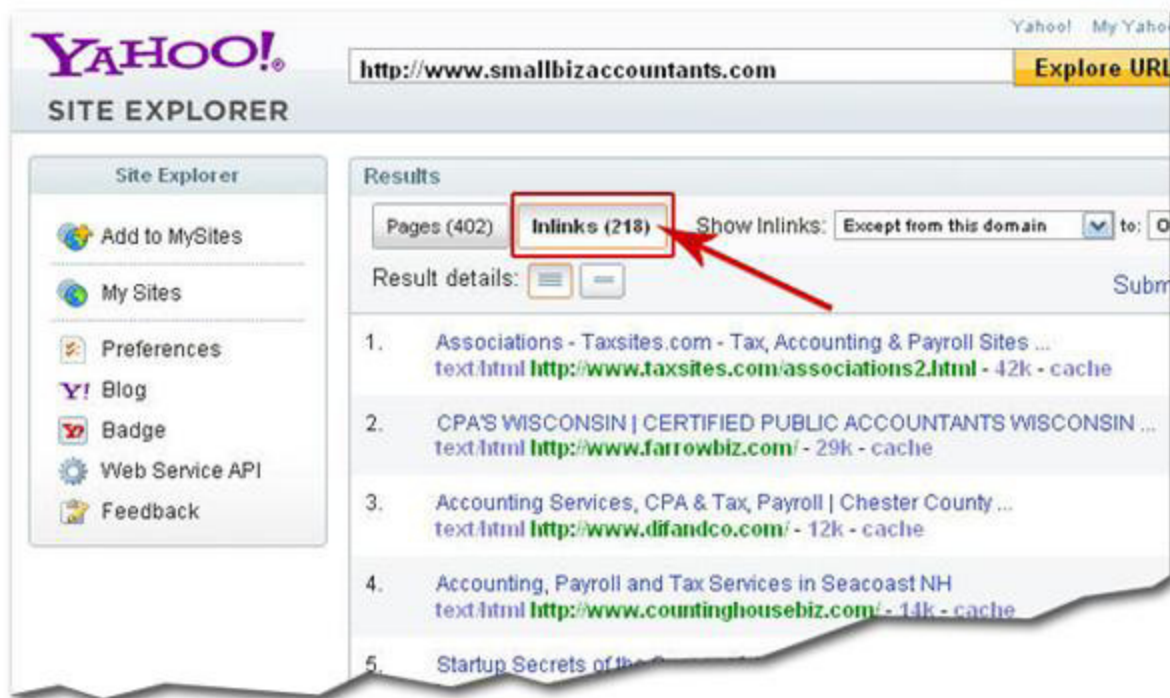 Yahoo! My Yahoo
YAHOO!®
http://www.smallbizaccountants.com
Explore URL
SITE EXPLORER
Site Explorer
Add to MySites
My Sites
Preferences
Y! Blog
Badge
Web Service API
Feedback
Results
Pages (402) Inlinks (218) Show Inlinks: Except from this domain to: O
Result details: Subm
1. Associations - Taxsites.com - Tax, Accounting & Payroll Sites ...
text/html http://www.taxsites.com/associations2.html - 42k - cache
2. CPA'S WISCONSIN | CERTIFIED PUBLIC ACCOUNTANTS WISCONSIN ...
text/html http://www.farrowbiz.com/ - 29k - cache
3. Accounting Services, CPA & Tax, Payroll | Chester County ...
text/html http://www.difandco.com/ - 12k - cache
4. Accounting, Payroll and Tax Services in Seacoast NH
text/html http://www.countinghousebiz.com/ - 14k - cache
5. Startup Secrets of the